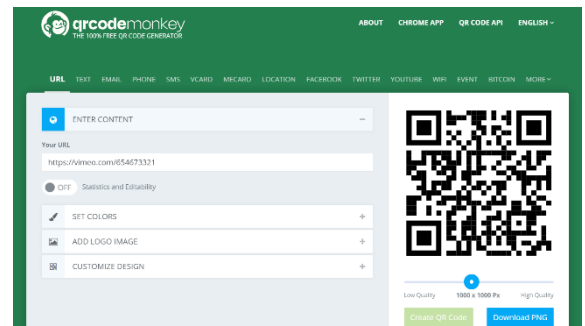 qrcodemonkey
THE 100% FREE QR CODE GENERATOR
ABOUT CHROME APP QR CODE API ENGLISH
URL TEXT EMAIL PHONE SMS VCARD MECARD LOCATION FACEBOOK TWITTER YOUTUBE WIFI EVENT BITCOIN MORE
ENTER CONTENT
Your URL
https://vimeo.com/654673321
OFF Statistics and Editability
SET COLORS
ADD LOGO IMAGE
CUSTOMIZE DESIGN
Low Quality 1000 x 1000 Px High Quality
Create QR Code Download PNG